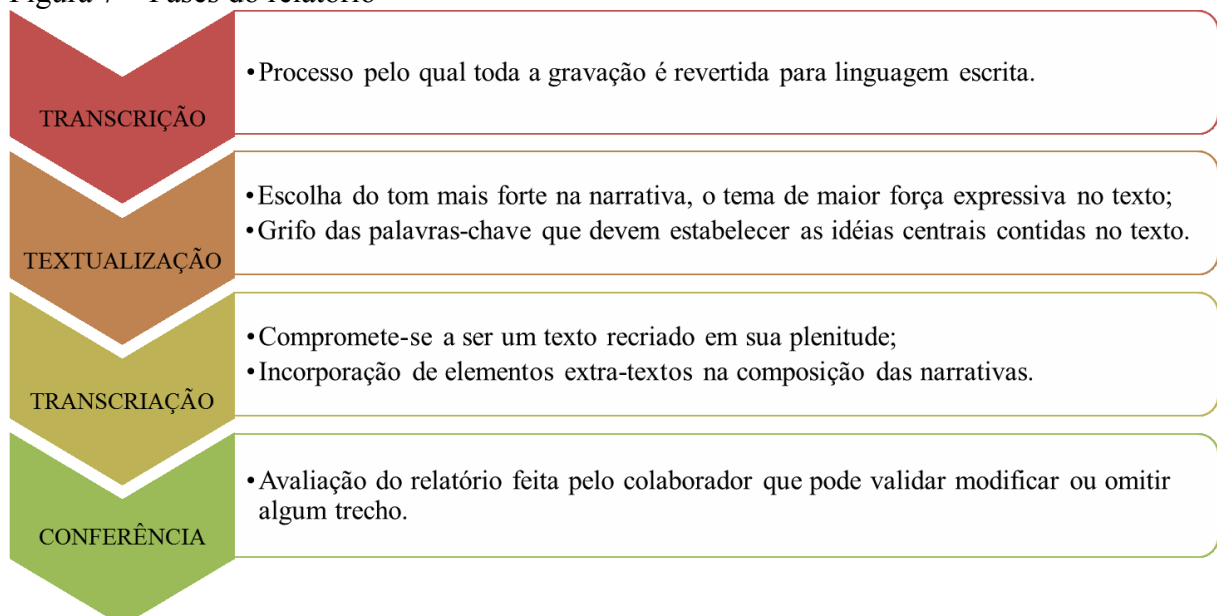 Figura 7 – Fases do relatório
•Processo pelo qual toda a gravação é revertida para linguagem escrita.
TRANSCRIÇÃO
•Escolha do tom mais forte na narrativa, o tema de maior força expressiva no texto;
•Grifo das palavras-chave que devem estabelecer as idéias centrais contidas no texto.
TEXTUALIZAÇÃO
•Compromete-se a ser um texto recriado em sua plenitude;
•Incorporação de elementos extra-textos na composição das narrativas.
TRANSCRIAÇÃO
•Avaliação do relatório feita pelo colaborador que pode validar modificar ou omitir
algum trecho.
CONFERÊNCIA